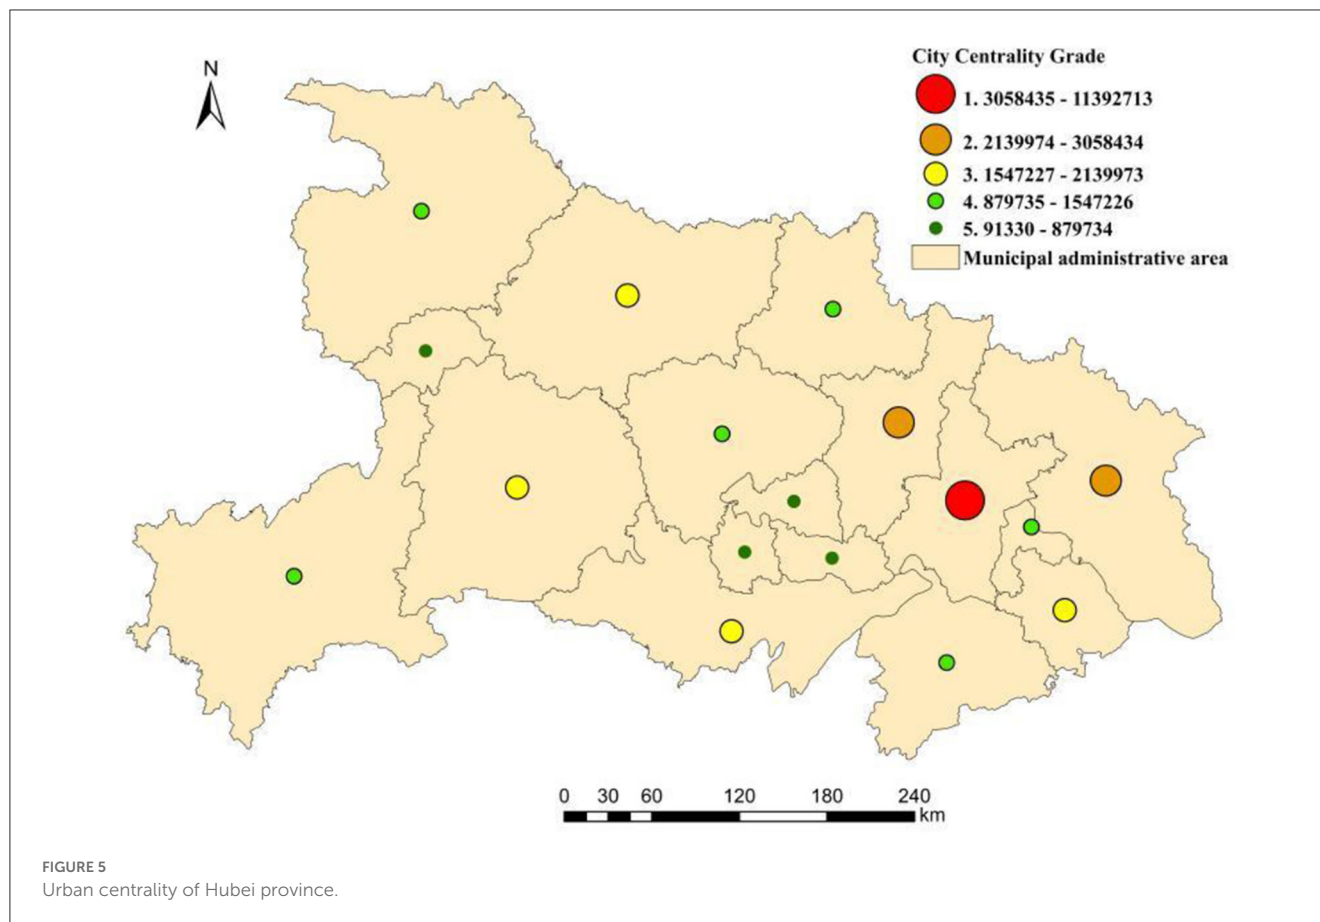 N
City Centrality Grade
1. 3058435 - 11392713
2. 2139974 - 3058434
3. 1547227 - 2139973
4. 879735 - 1547226
5. 91330 - 879734
Municipal administrative area
0 30 60 120 180 240
km
FIGURE 5
Urban centrality of Hubei province.